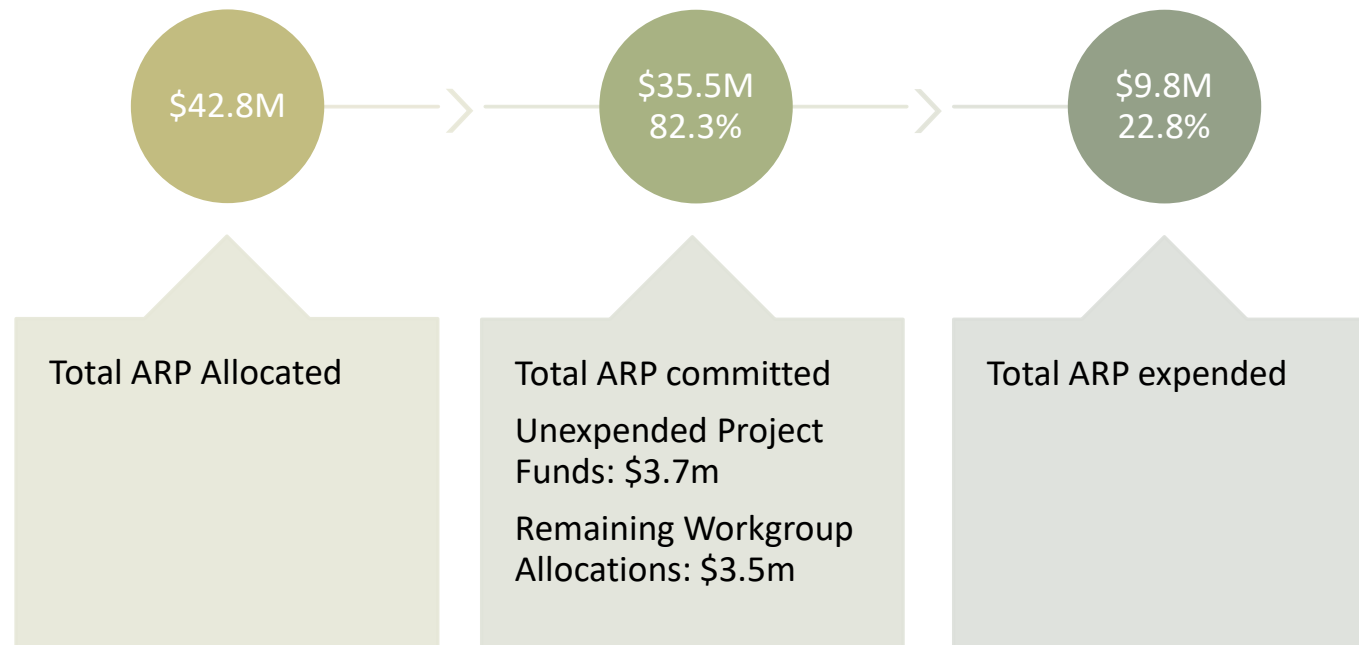 $42.8M
$35.5M
82.3%
$9.8M
22.8%
Total ARP Allocated
Total ARP committed
Unexpended Project
Funds: $3.7m
Remaining Workgroup
Allocations: $3.5m
Total ARP expended